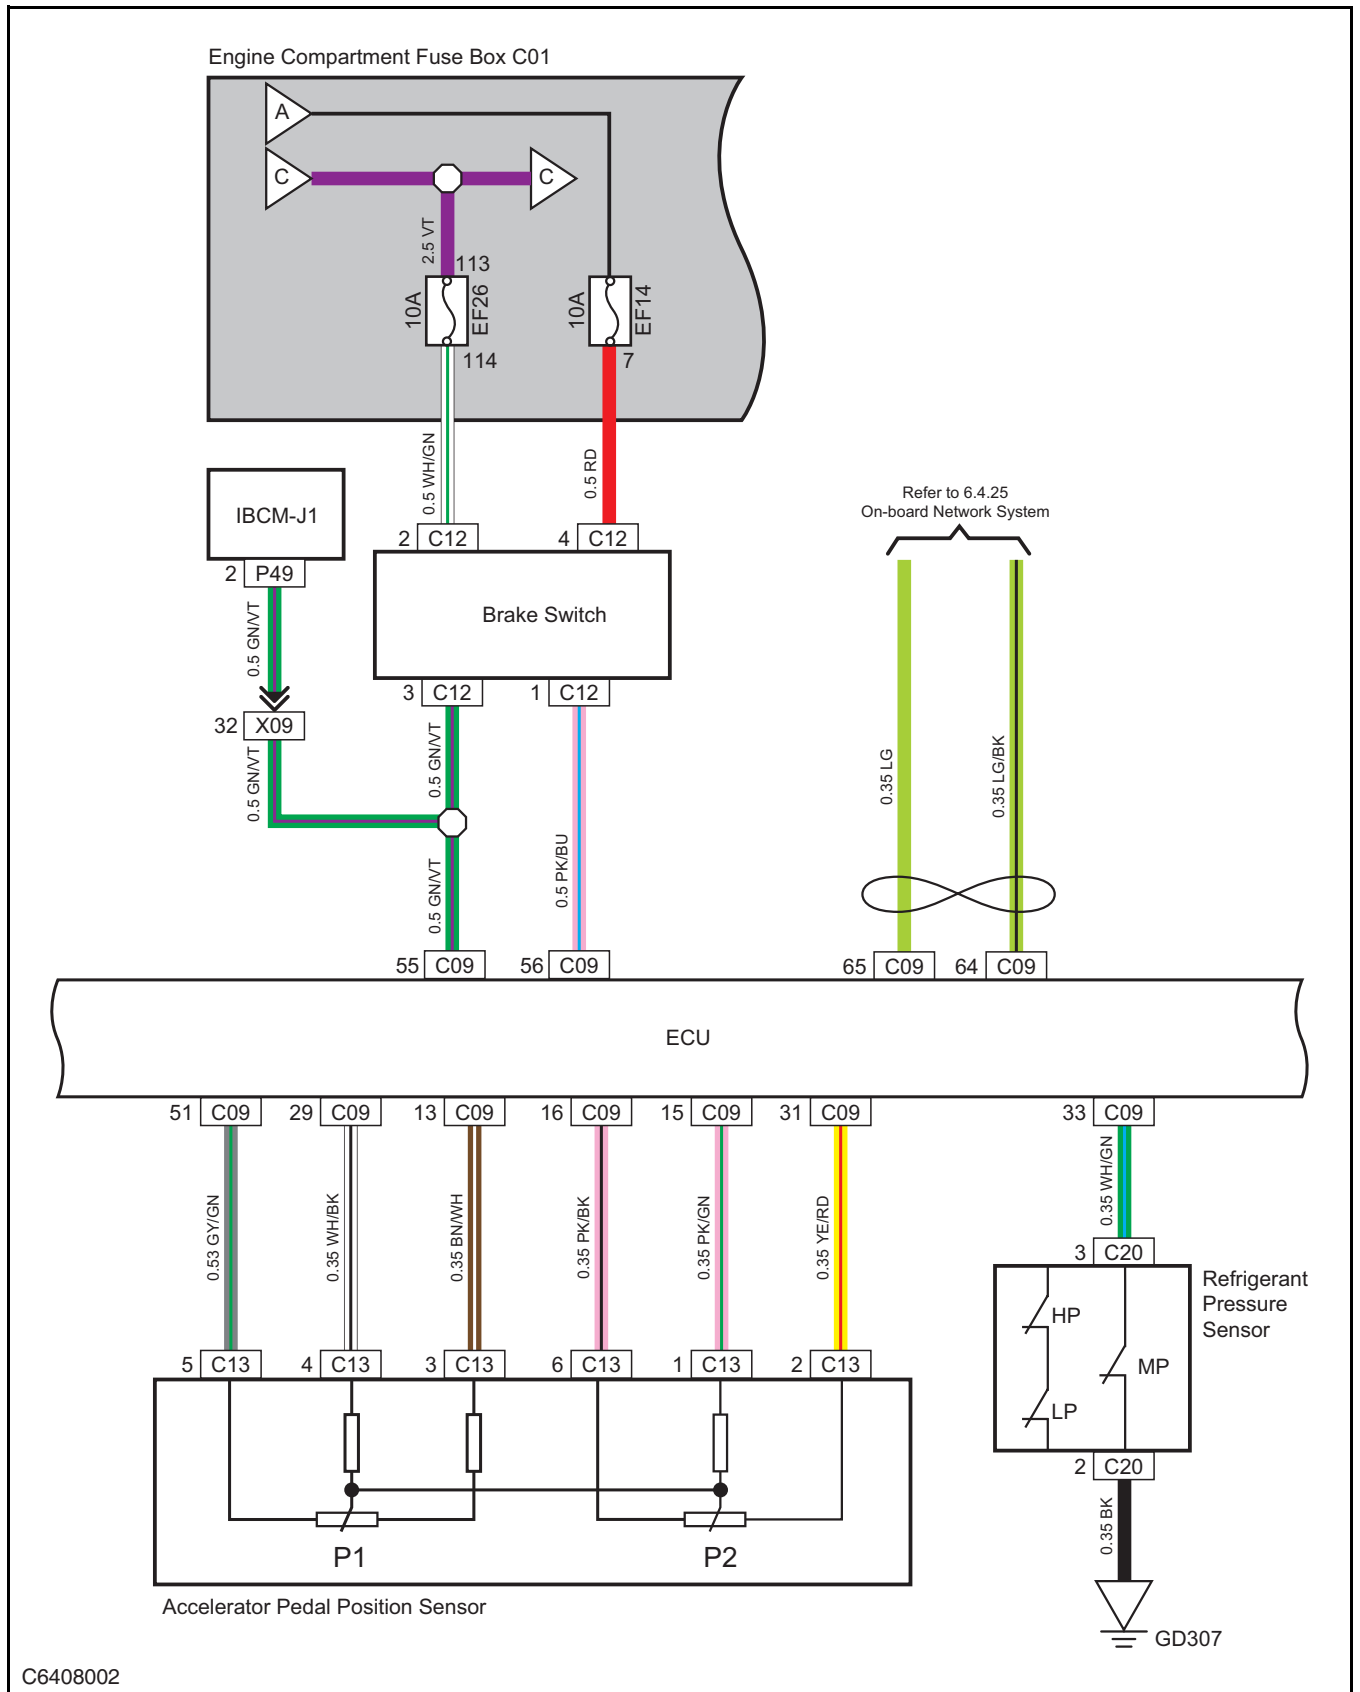 Engine Compartment Fuse Box C01
A
C
C
2.5 VT
113
10A
EF26
10A
EF14
114
7
0.5 WH/GN
0.5 RD
IBCM-J1
2 P49
2 C12
4 C12
Brake Switch
Refer to 6.4.25
On-board Network System
0.5 GN/VT
3 C12
1 C12
32 X09
0.5 GN/VT
0.5 GN/VT
0.35 LG
0.35 LG/BK
0.5 GN/VT
0.5 PK/BU
55 C09
56 C09
65 C09
64 C09
ECU
51 C09
29 C09
13 C09
16 C09
15 C09
31 C09
33 C09
0.53 GY/GN
0.35 WH/BK
0.35 BN/WH
0.35 PK/BK
0.35 PK/GN
0.35 YE/RD
0.35 WH/GN
3 C20
Refrigerant
Pressure
Sensor
HP
MP
LP
5 C13
4 C13
3 C13
6 C13
1 C13
2 C13
2 C20
P1
P2
0.35 BK
Accelerator Pedal Position Sensor
GD307
C6408002